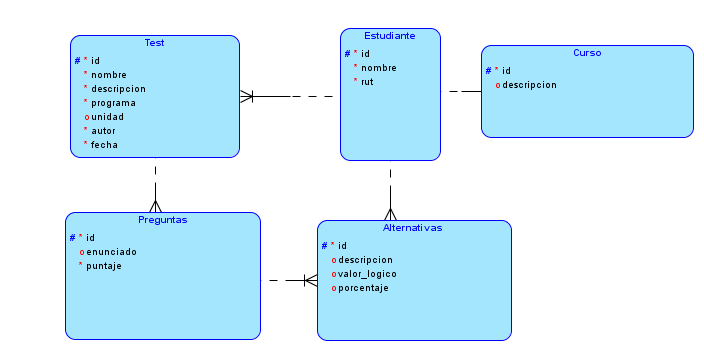 Test
# * id
* nombre
* descripcion
* programa
o unidad
* autor
* fecha
Estudiante
# * id
* nombre
* rut
Curso
# * id
o descripcion
Preguntas
# * id
o enunciado
* puntaje
Alternativas
# * id
o descripcion
o valor_logico
o porcentaje